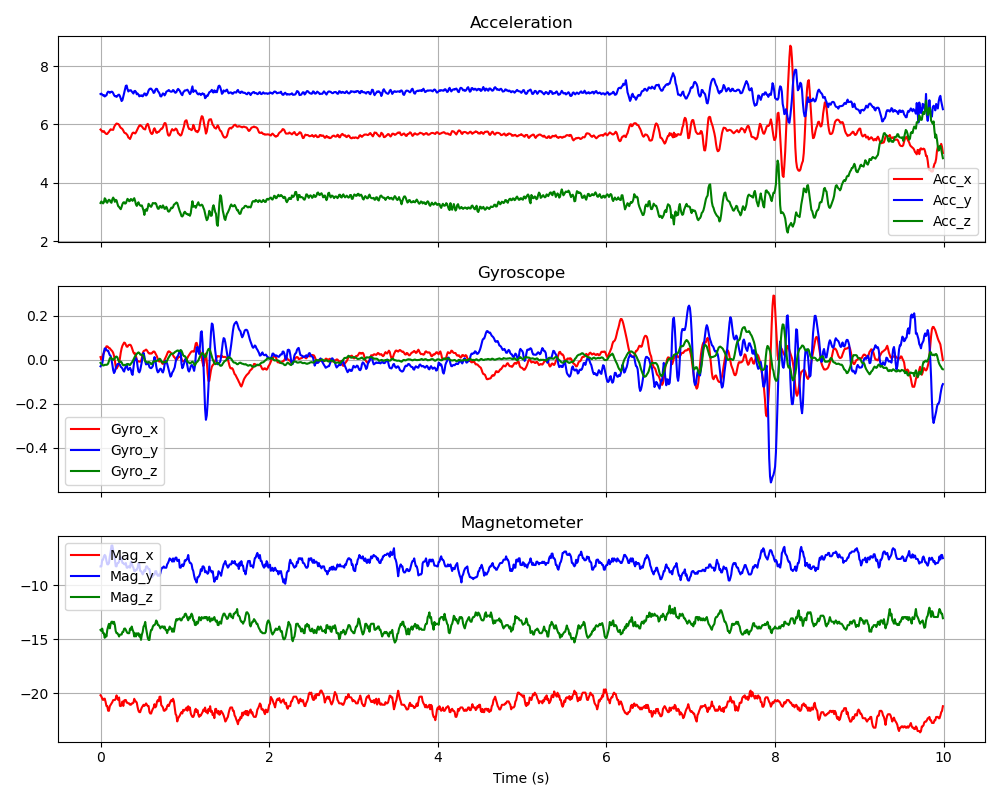 Acceleration
8
6
4
2
Acc_x
Acc_y
Acc_z
Gyroscope
0.2
0.0
−0.2
−0.4
Gyro_x
Gyro_y
Gyro_z
Magnetometer
−10
−15
−20
Mag_x
Mag_y
Mag_z
0 2 4 6 8 10
Time (s)